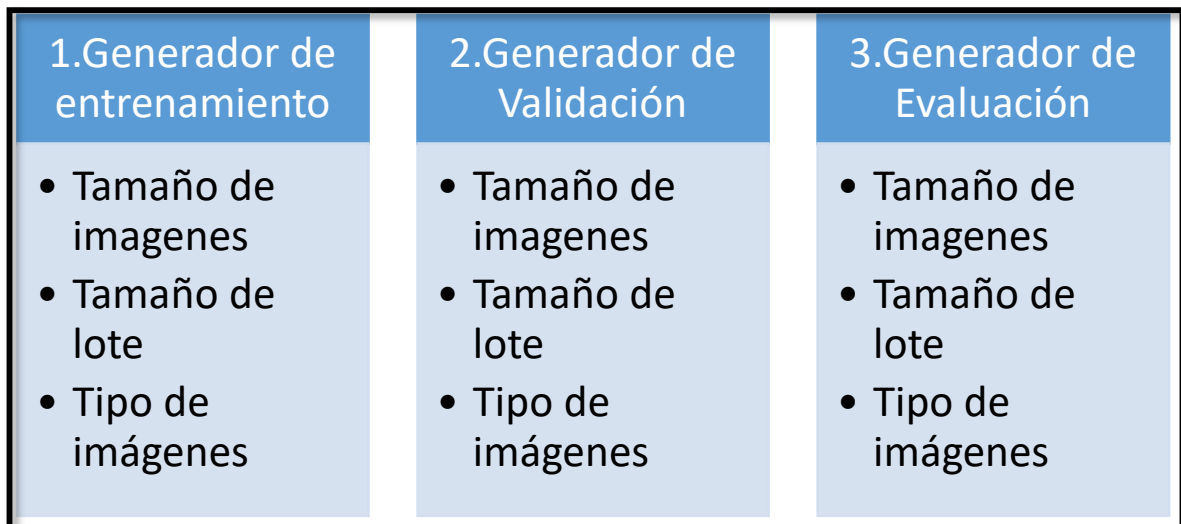 1.Generador de
entrenamiento
• Tamaño de
imagenes
• Tamaño de
lote
• Tipo de
imágenes
2.Generador de
Validación
• Tamaño de
imagenes
• Tamaño de
lote
• Tipo de
imágenes
3.Generador de
Evaluación
• Tamaño de
imagenes
• Tamaño de
lote
• Tipo de
imágenes